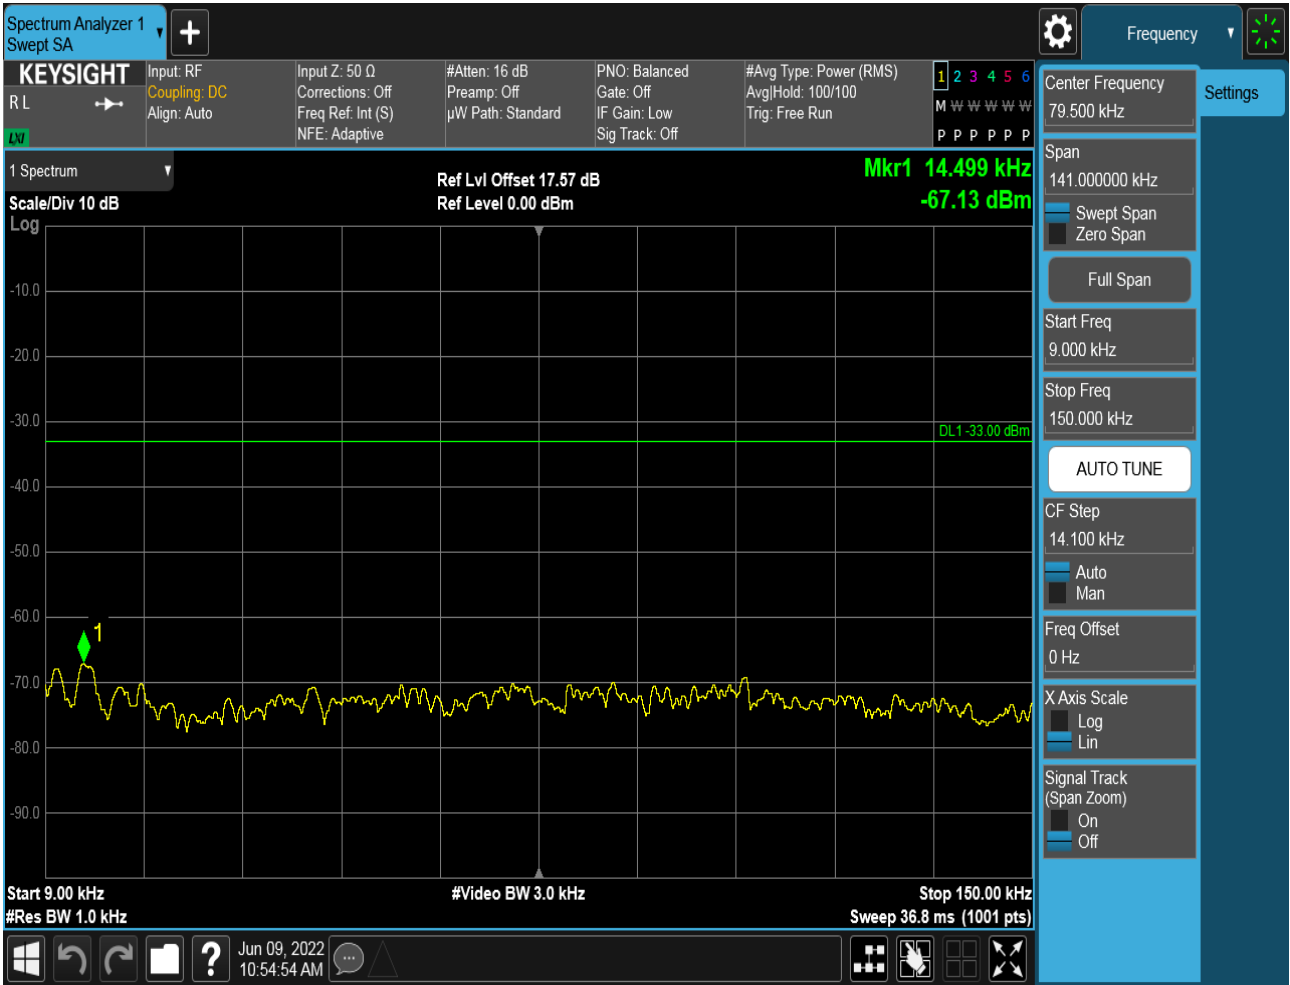 Spectrum Analyzer 1
Swept SA
Frequency
KEYSIGHT
R L
LXI
Input: RF
Coupling: DC
Align: Auto
Input Z: 50 Ω
Corrections: Off
Freq Ref: Int (S)
NFE: Adaptive
#Atten: 16 dB
Preamp: Off
µW Path: Standard
PNO: Balanced
Gate: Off
IF Gain: Low
Sig Track: Off
#Avg Type: Power (RMS)
Avg|Hold: 100/100
Trig: Free Run
1 2 3 4 5 6
M W W W W W
P P P P P P
1 Spectrum
Scale/Div 10 dB
Log
Ref Lvl Offset 17.57 dB
Ref Level 0.00 dBm
Mkr1 14.499 kHz
-67.13 dBm
-10.0
-20.0
-30.0
DL1 -33.00 dBm
-40.0
-50.0
-60.0
1
-70.0
-80.0
-90.0
Start 9.00 kHz
#Res BW 1.0 kHz
#Video BW 3.0 kHz
Stop 150.00 kHz
Sweep 36.8 ms (1001 pts)
Jun 09, 2022
10:54:54 AM
Center Frequency
79.500 kHz
Settings
Span
141.000000 kHz
Swept Span
Zero Span
Full Span
Start Freq
9.000 kHz
Stop Freq
150.000 kHz
AUTO TUNE
CF Step
14.100 kHz
Auto
Man
Freq Offset
0 Hz
X Axis Scale
Log
Lin
Signal Track
(Span Zoom)
On
Off